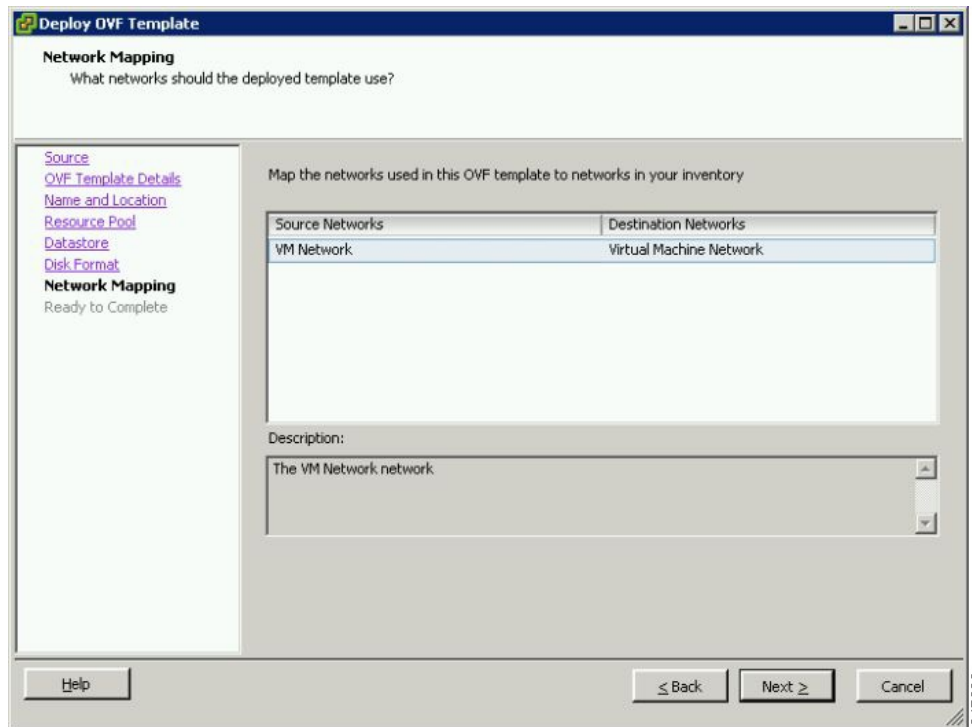 Deploy OVF Template
Network Mapping
What networks should the deployed template use?
Source
OVF Template Details
Name and Location
Resource Pool
Datastore
Disk Format
Network Mapping
Ready to Complete
Map the networks used in this OVF template to networks in your inventory
Source Networks Destination Networks
VM Network Virtual Machine Network
Description:
The VM Network network
Help ≤ Back Next ≥ Cancel